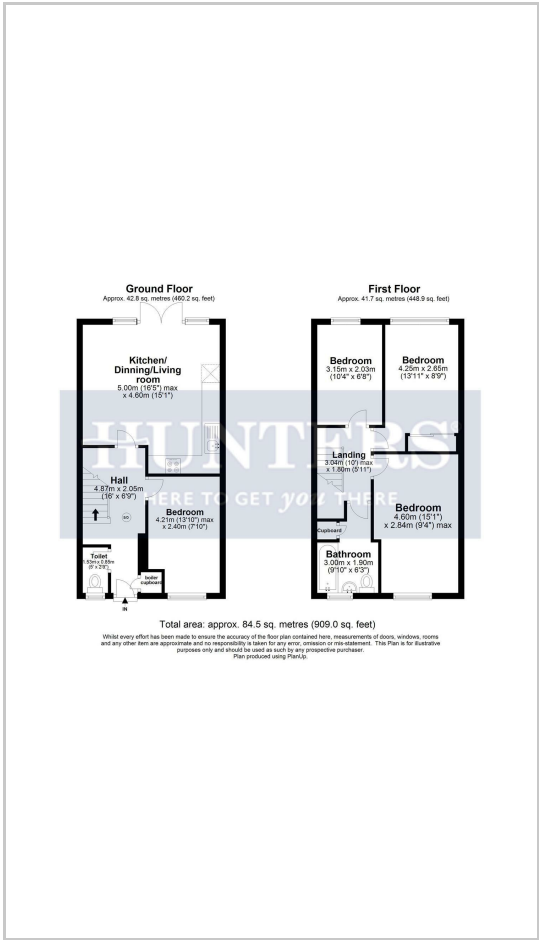 Ground Floor
Approx. 42.8 sq. metres (460.2 sq. feet)
Kitchen/
Dinning/Living
room
5.00m (16'5") max
x 4.60m (15'1")
Hall
4.87m x 2.05m
(16' x 6'9")
Bedroom
4.21m (13'10") max
x 2.40m (7'10")
Toilet
1.53m x 0.85m
(5' x 2'9")
boiler
cupboard
IN
First Floor
Approx. 41.7 sq. metres (448.9 sq. feet)
Bedroom
3.15m x 2.03m
(10'4" x 6'8")
Bedroom
4.25m x 2.65m
(13'11" x 8'9")
Landing
3.04m (10') max
x 1.80m (5'11")
Bedroom
4.60m (15'1")
x 2.84m (9'4") max
Cupboard
Bathroom
3.00m x 1.90m
(9'10" x 6'3")
HUNTERS®
HERE TO GET you THERE
Total area: approx. 84.5 sq. metres (909.0 sq. feet)
Whilst every effort has been made to ensure the accuracy of the floor plan contained here, measurements of doors, windows, rooms
and any other item are approximate and no responsibility is taken for any error, omission or mis-statement. This Plan is for illustrative
purposes only and should be used as such by any prospective purchaser.
Plan produced using PlanUp.